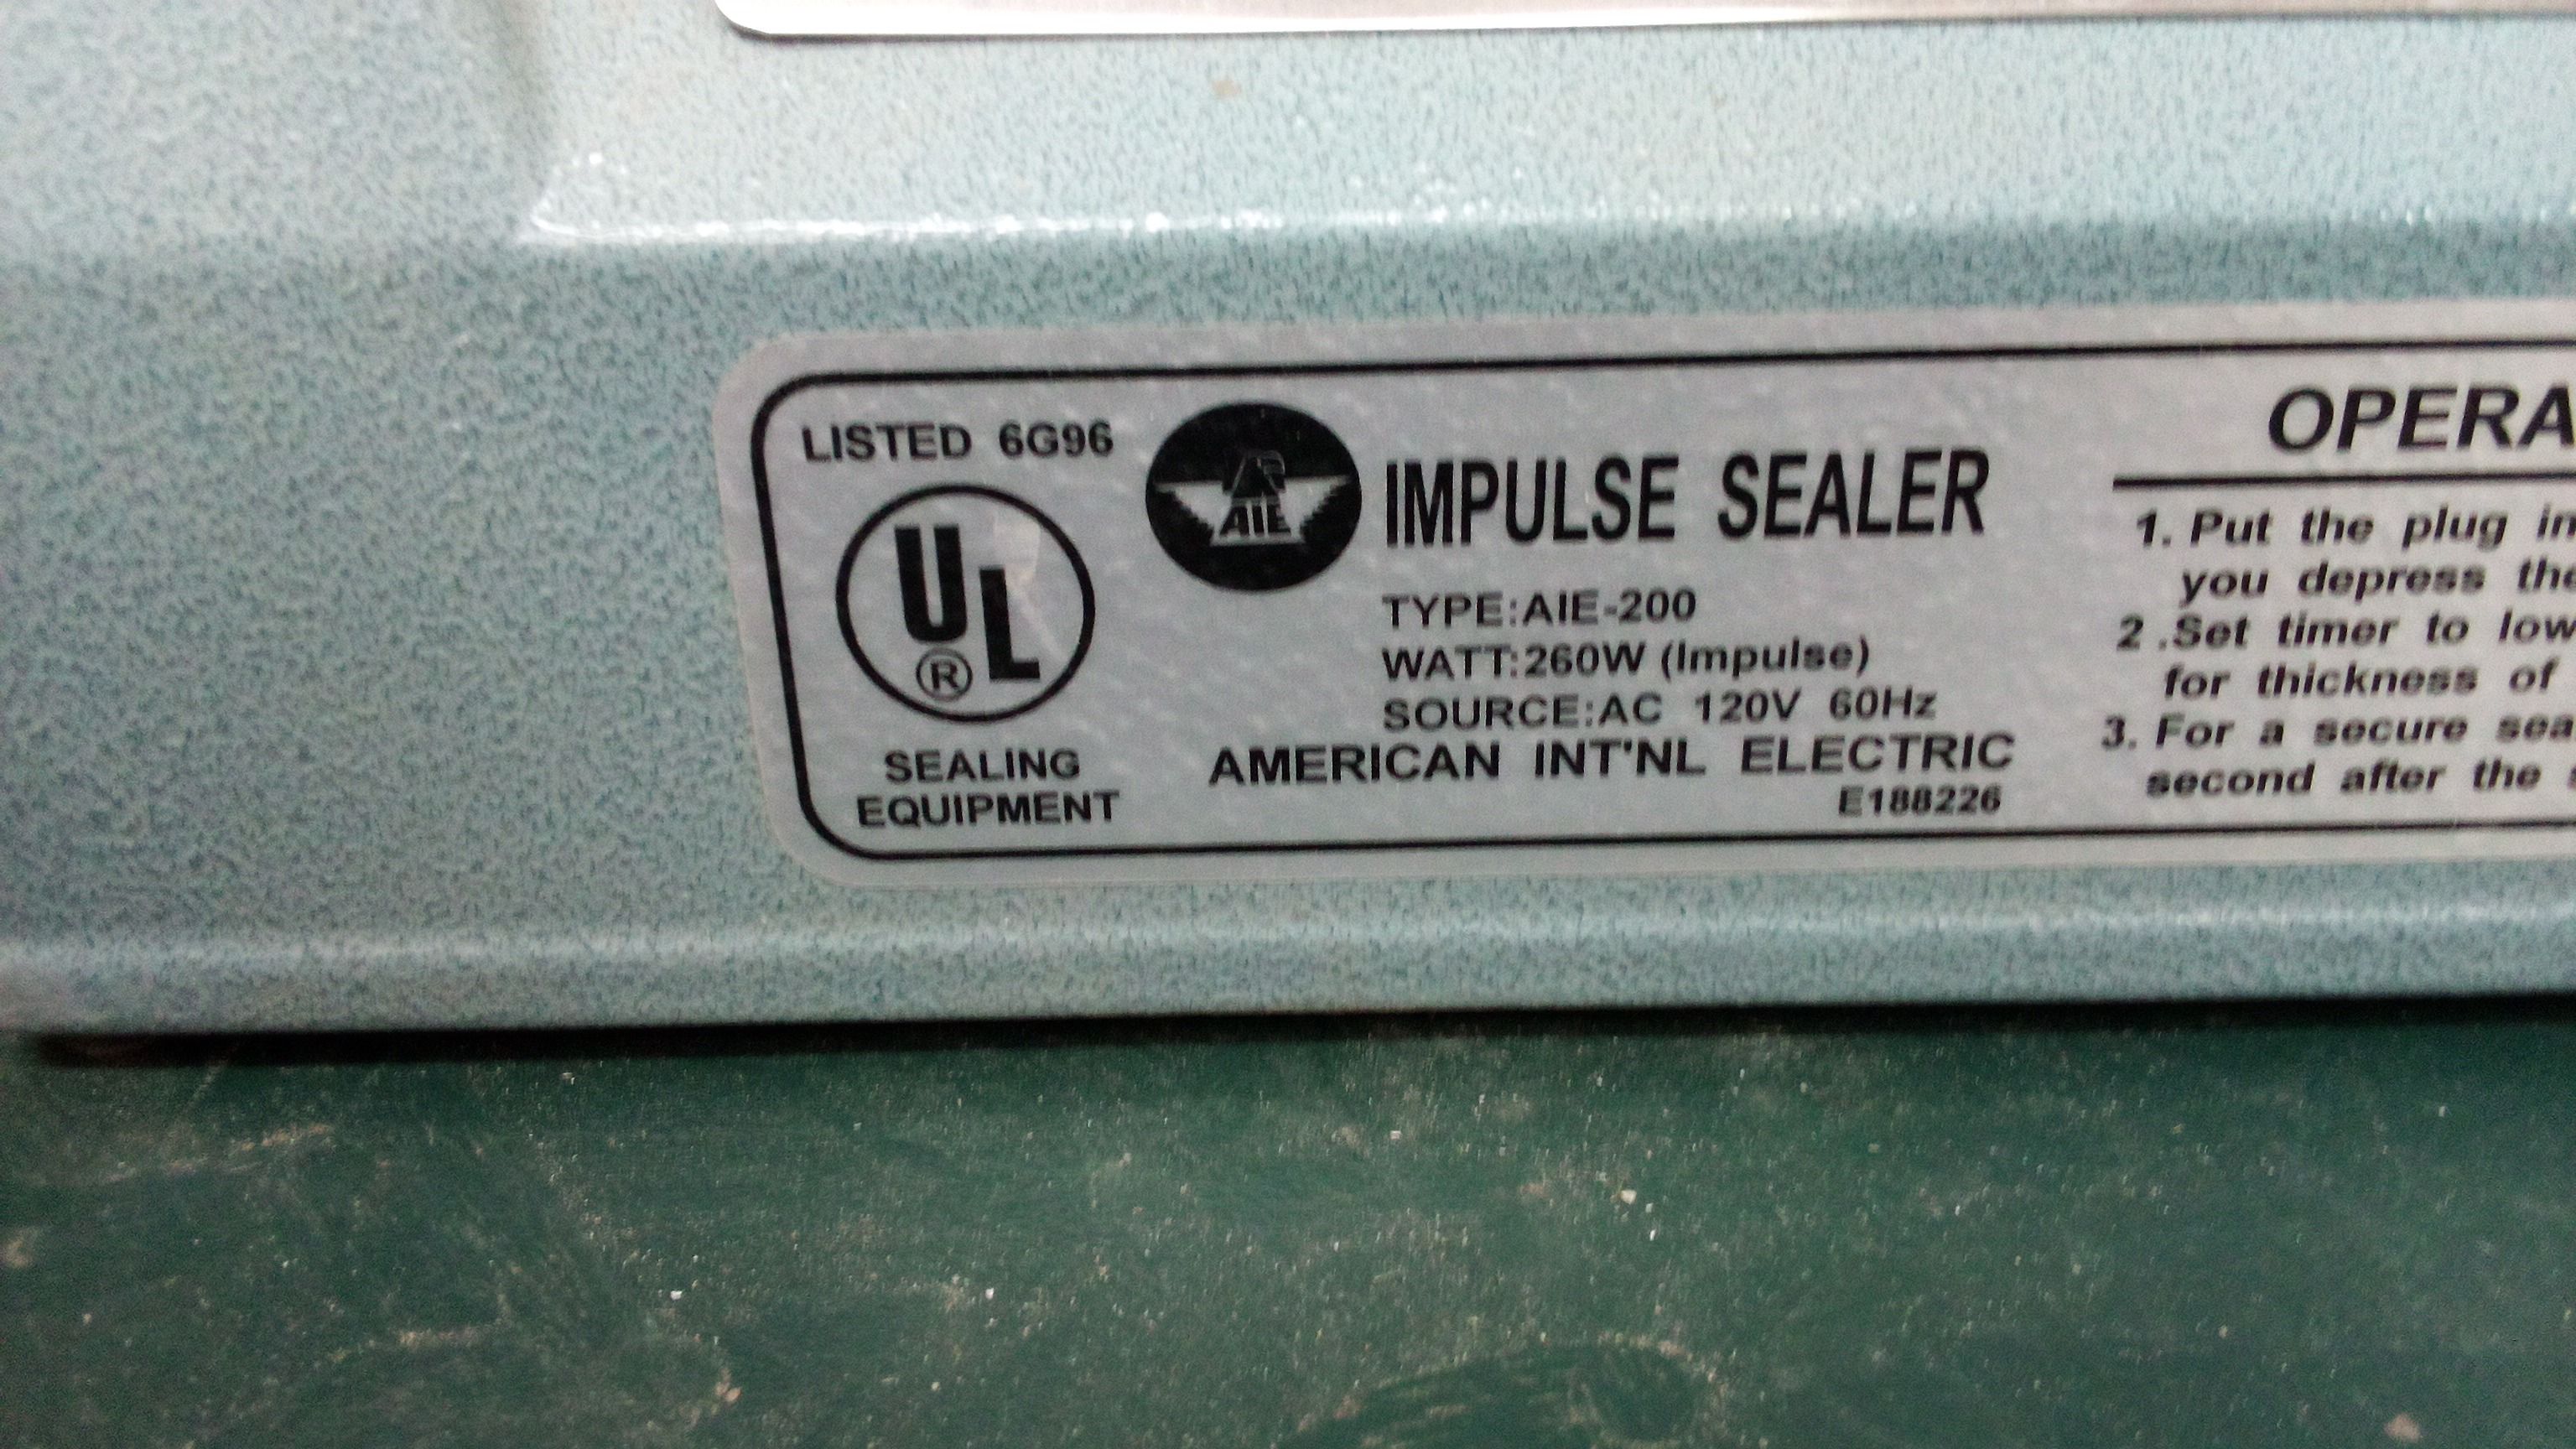 LISTED 6G96
UL
®
SEALING
EQUIPMENT
AIE
IMPULSE SEALER
TYPE:AIE-200
WATT:260W (Impulse)
SOURCE:AC 120V 60Hz
AMERICAN INT'NL ELECTRIC
E188226
OPERA
1. Put the plug in
you depress the
2 .Set timer to low
for thickness of
3. For a secure sea
second after the